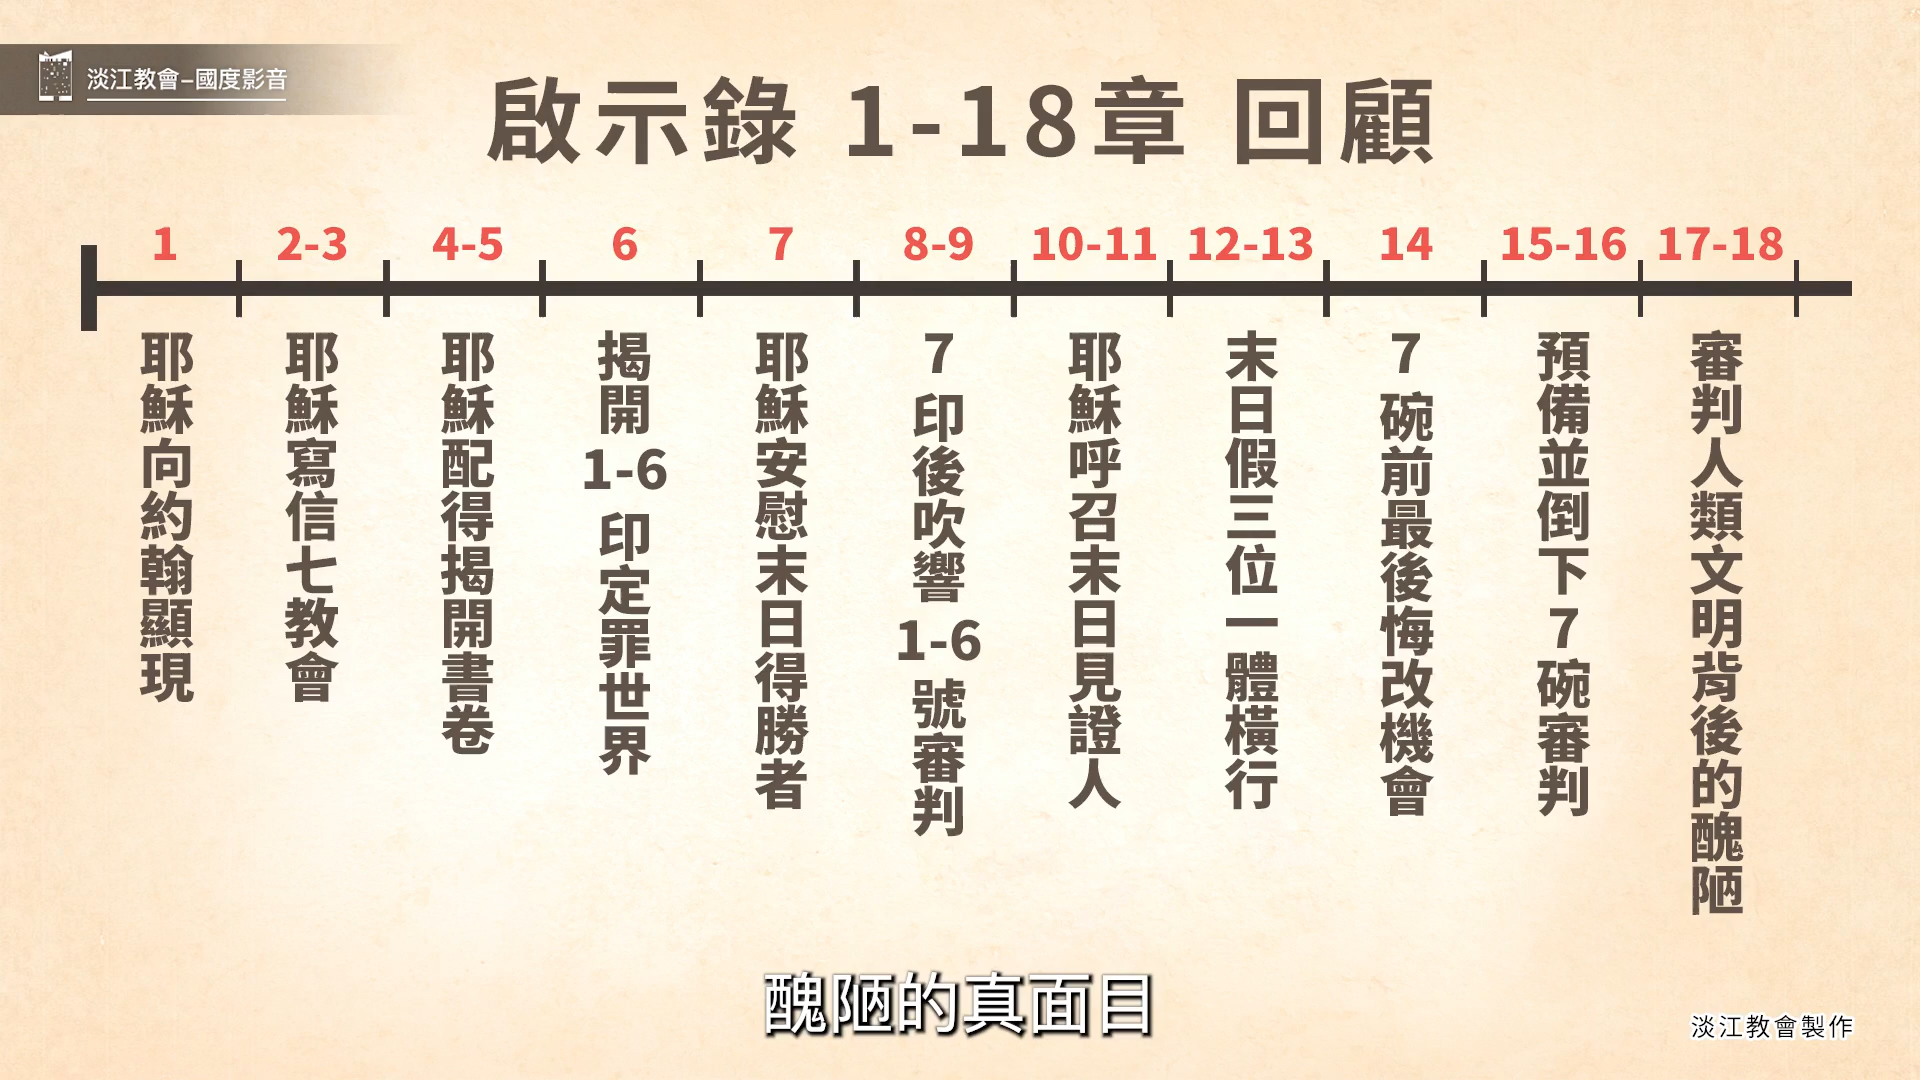 淡江教會–國度影音
啟示錄 1-18章 回顧
1
2-3
4-5
6
7
8-9
10-11
12-13
14
15-16
17-18
耶穌向約翰顯現
耶穌寫信七教會
耶穌配得揭開書卷
揭開1-6印定罪世界
耶穌安慰末日得勝者
7印後吹響1-6號審判
耶穌呼召末日見證人
末日假三位一體橫行
7碗前最後悔改機會
預備並倒下7碗審判
審判人類文明背後的醜陋
醜陋的真面目
淡江教會製作